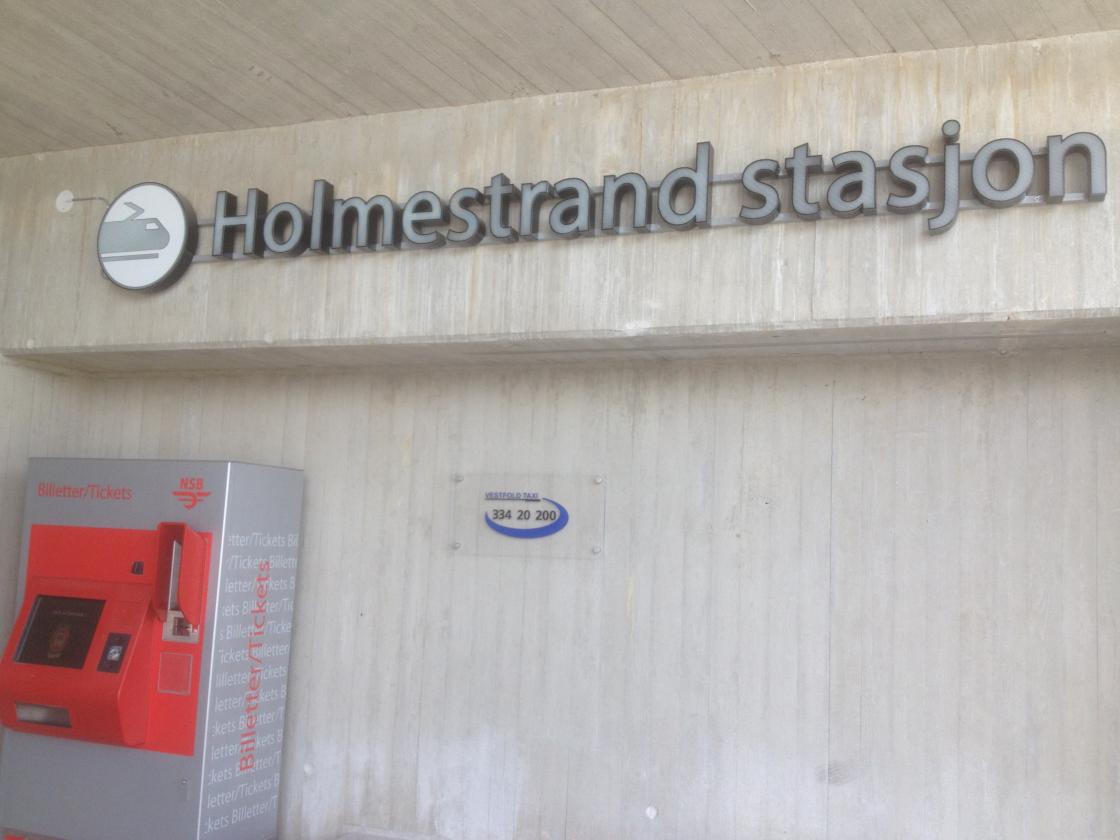 Holmestrand stasjon
Billetter/Tickets
NSB
VESTFOLD TAXI
334 20 200
Billetter/Tickets